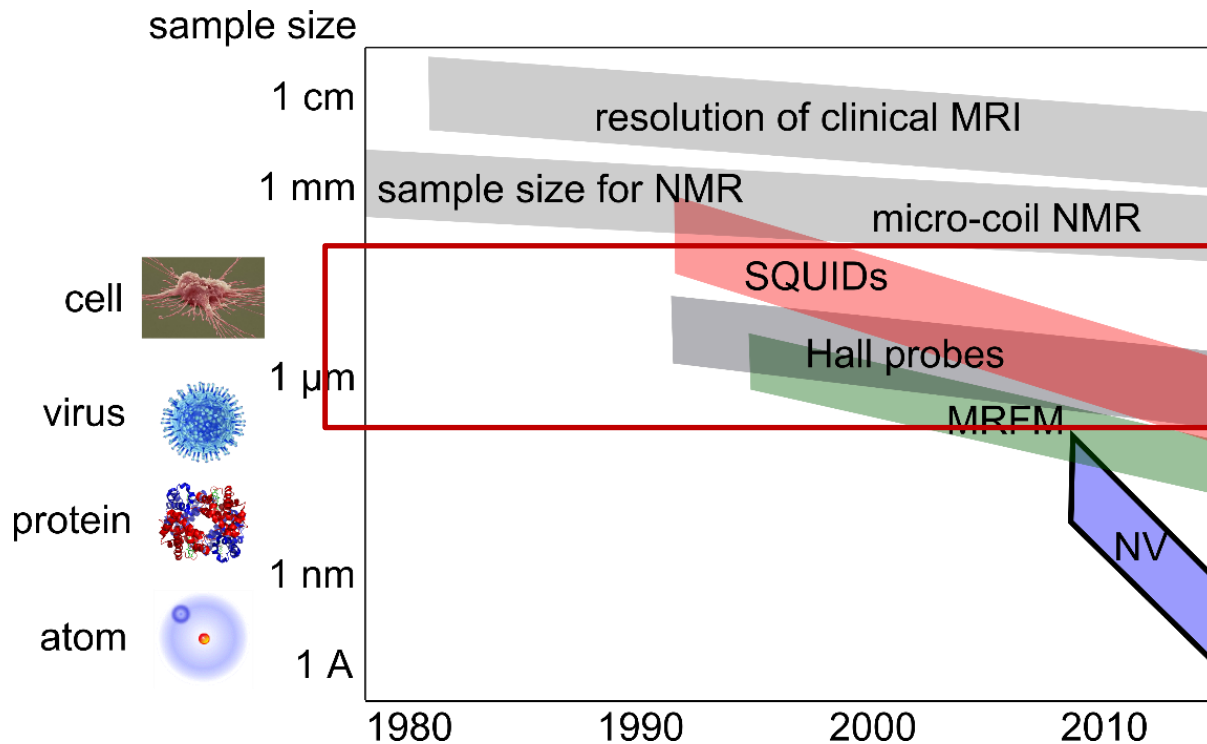 sample size
1 cm
resolution of clinical MRI
1 mm
sample size for NMR
micro-coil NMR
cell
SQUIDs
Hall probes
1 µm
virus
MRFM
protein
NV
1 nm
atom
1 A
1980 1990 2000 2010